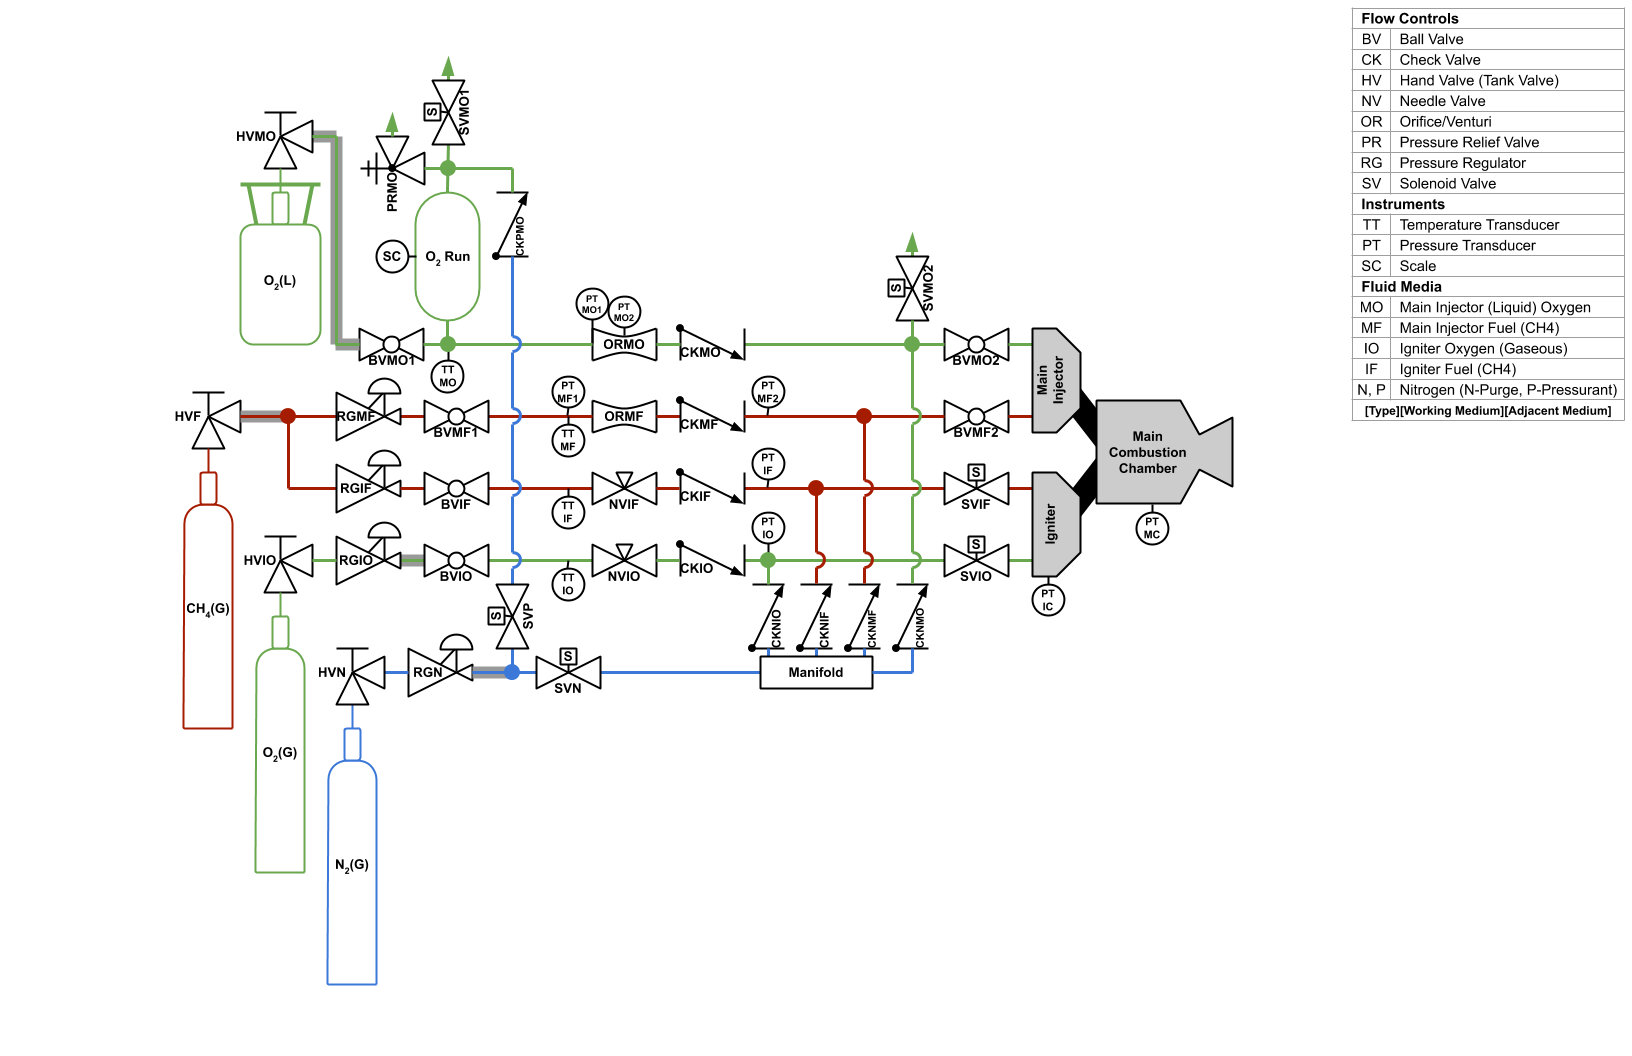 Flow Controls
BV Ball Valve
CK Check Valve
HV Hand Valve (Tank Valve)
NV Needle Valve
OR Orifice/Venturi
PR Pressure Relief Valve
RG Pressure Regulator
SV Solenoid Valve
Instruments
TT Temperature Transducer
PT Pressure Transducer
SC Scale
Fluid Media
MO Main Injector (Liquid) Oxygen
MF Main Injector Fuel (CH4)
IO Igniter Oxygen (Gaseous)
IF Igniter Fuel (CH4)
N, P Nitrogen (N-Purge, P-Pressurant)
[Type][Working Medium][Adjacent Medium]
S
SVMO1
HVMO
PRMO
CKPMO
SC
O2 Run
O2(L)
S
SVMO2
PT
MO1
PT
MO2
BVMO1
ORMO
CKMO
BVMO2
TT
MO
Main
Injector
HVF
RGMF
BVMF1
PT
MF1
TT
MF
ORMF
CKMF
PT
MF2
BVMF2
Main
Combustion
Chamber
RGIF
BVIF
TT
IF
NVIF
CKIF
PT
IF
S
SVIF
Igniter
PT
MC
HVIO
RGIO
BVIO
TT
IO
NVIO
CKIO
PT
IO
S
SVIO
PT
IC
CH4(G)
S
SVP
CKNIO
CKNIF
CKNMF
CKNMO
HVN
RGN
S
SVN
Manifold
O2(G)
N2(G)